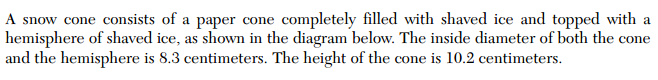 A snow cone consists of a paper cone completely filled with shaved ice and topped with a
hemisphere of shaved ice, as shown in the diagram below. The inside diameter of both the cone
and the hemisphere is 8.3 centimeters. The height of the cone is 10.2 centimeters.